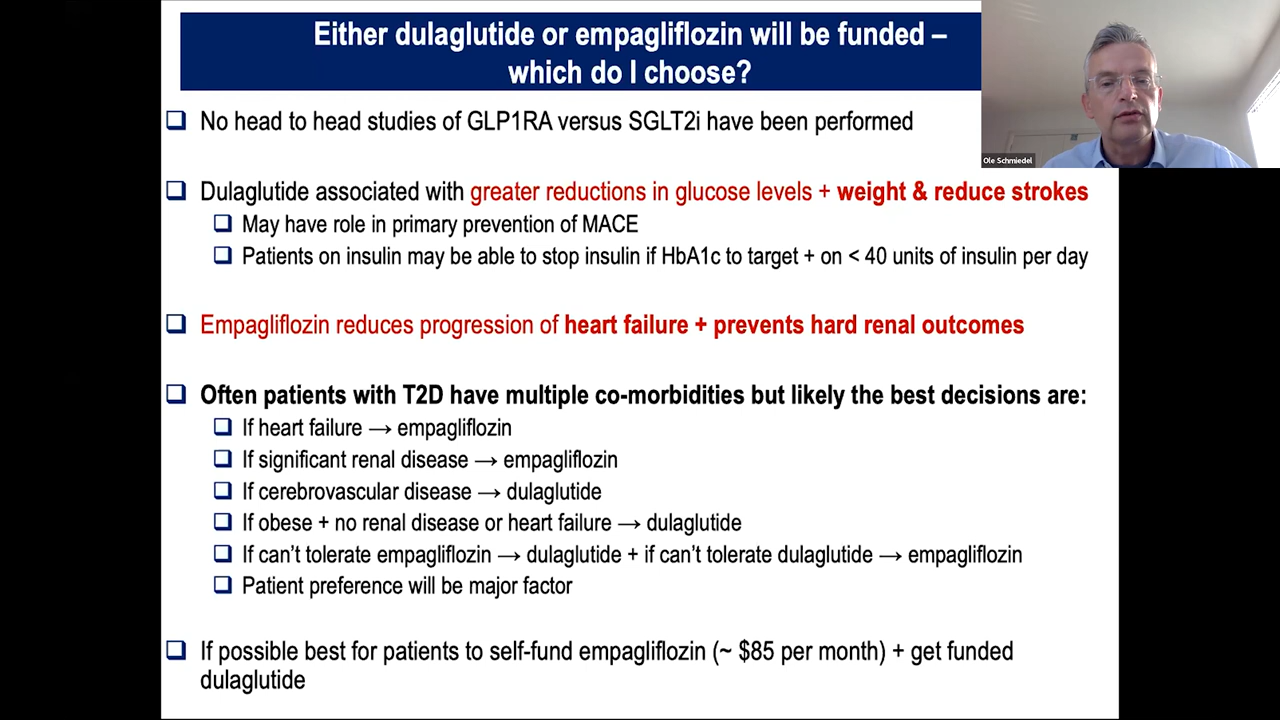 Either dulaglutide or empagliflozin will be funded –
which do I choose?
Ole Schmiedel
No head to head studies of GLP1RA versus SGLT2i have been performed
Dulaglutide associated with greater reductions in glucose levels + weight & reduce strokes
May have role in primary prevention of MACE
Patients on insulin may be able to stop insulin if HbA1c to target + on < 40 units of insulin per day
Empagliflozin reduces progression of heart failure + prevents hard renal outcomes
Often patients with T2D have multiple co-morbidities but likely the best decisions are:
If heart failure → empagliflozin
If significant renal disease → empagliflozin
If cerebrovascular disease → dulaglutide
If obese + no renal disease or heart failure → dulaglutide
If can't tolerate empagliflozin → dulaglutide + if can't tolerate dulaglutide → empagliflozin
Patient preference will be major factor
If possible best for patients to self-fund empagliflozin (~ $85 per month) + get funded
dulaglutide